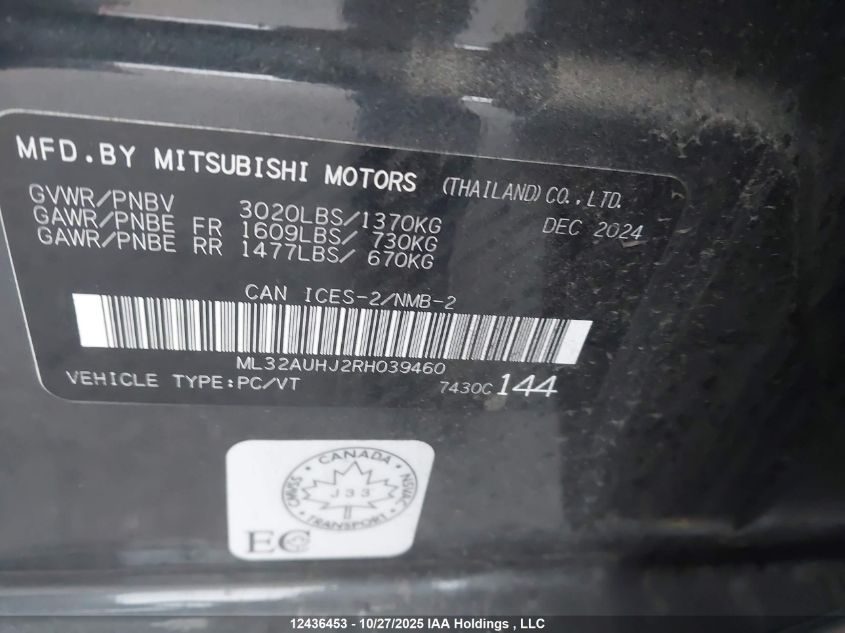 MFD.BY MITSUBISHI MOTORS (THAILAND) CO.,LTD.
GVWR/PNBV 3020LBS/1370KG DEC 2024
GAWR/PNBE FR 1609LBS/ 730KG
GAWR/PNBE RR 1477LBS/ 670KG
CAN ICES-2/NMB-2
ML32AUHJ2RH039460
VEHICLE TYPE:PC/VT 7430C 144
CANADA
CMVSS J33 NSVAC
TRANSPORT
EC
12436453 - 10/27/2025 IAA Holdings , LLC